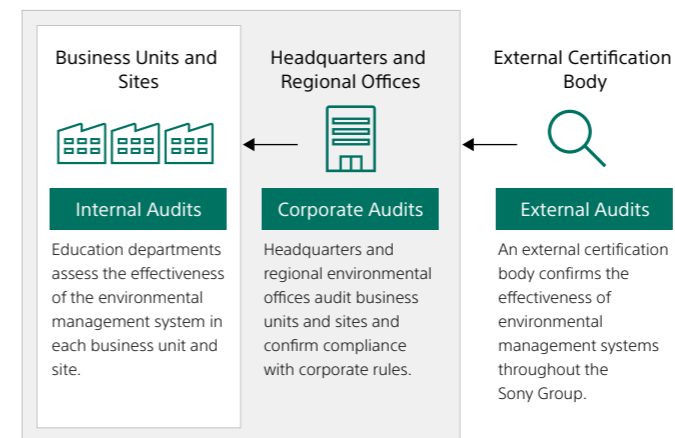 Business Units and
Sites
Internal Audits
Education departments
assess the effectiveness
of the environmental
management system in
each business unit and
site.
Headquarters and
Regional Offices
Corporate Audits
Headquarters and
regional environmental
offices audit business
units and sites and
confirm compliance
with corporate rules.
External Certification
Body
External Audits
An external certification
body confirms the
effectiveness of
environmental
management systems
throughout the
Sony Group.